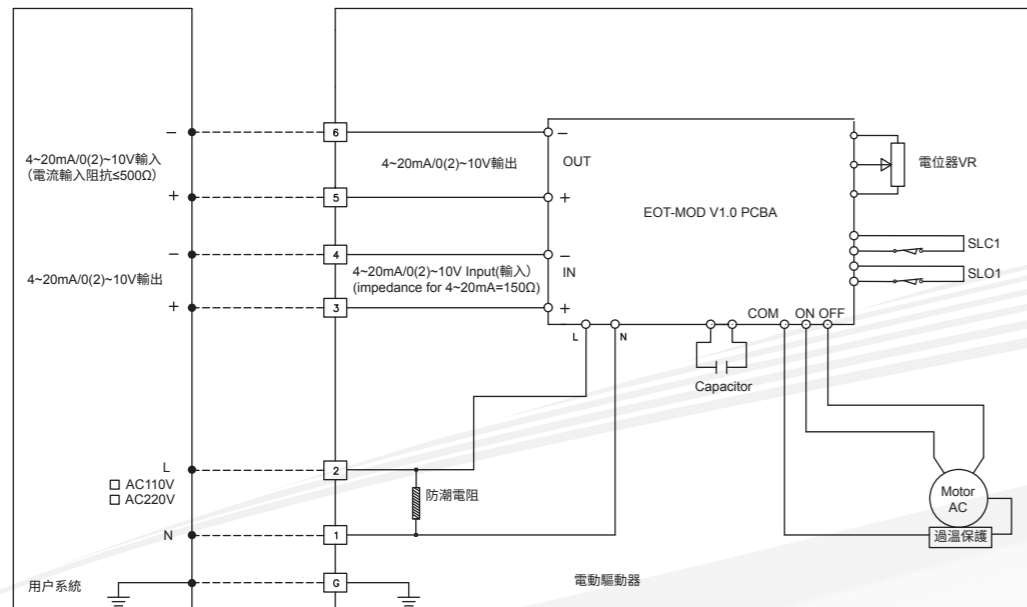 −
6
−
OUT
4~20mA/0(2)~10V輸入
(電流輸入阻抗≤500Ω)
4~20mA/0(2)~10V輸出
電位器VR
+
5
+
EOT-MOD V1.0 PCBA
−
4
−
SLC1
4~20mA/0(2)~10V輸出
4~20mA/0(2)~10V Input(輸入)
(impedance for 4~20mA=150Ω)
IN
SLO1
+
3
+
COM ON OFF
L
N
Capacitor
L
2
AC110V
AC220V
防潮電阻
Motor
AC
N
1
過溫保護
用户系統
G
電動驅動器